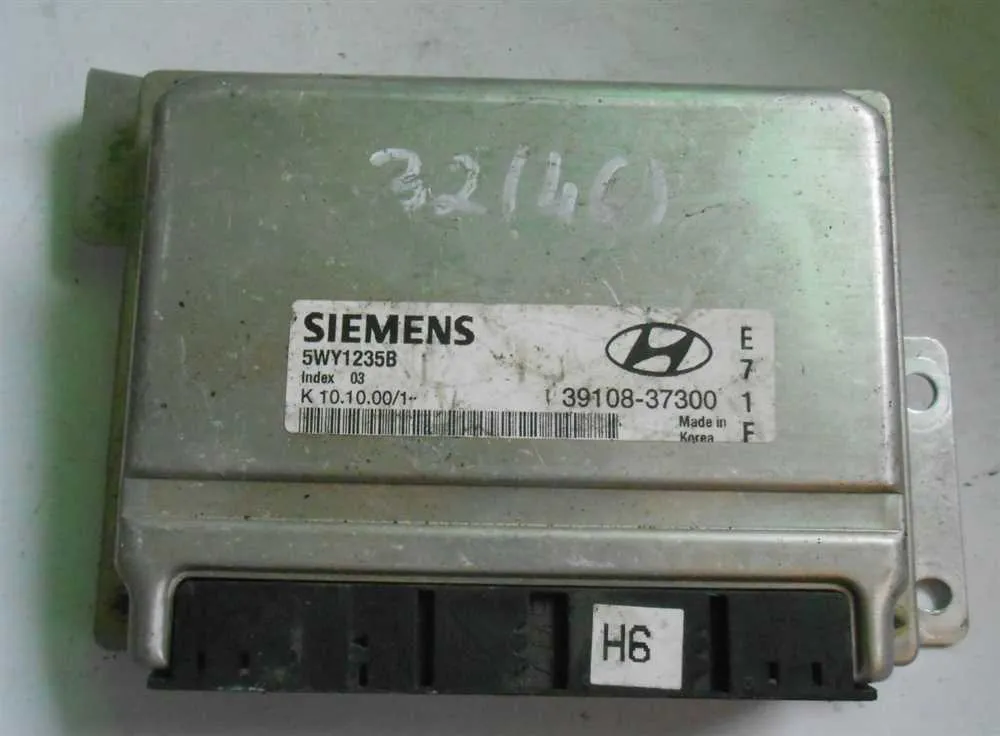 32140
SIEMENS
5WY1235B
Index 03
K 10.10.00/1
39108-37300
Made in
Korea
E
7
1
F
H6